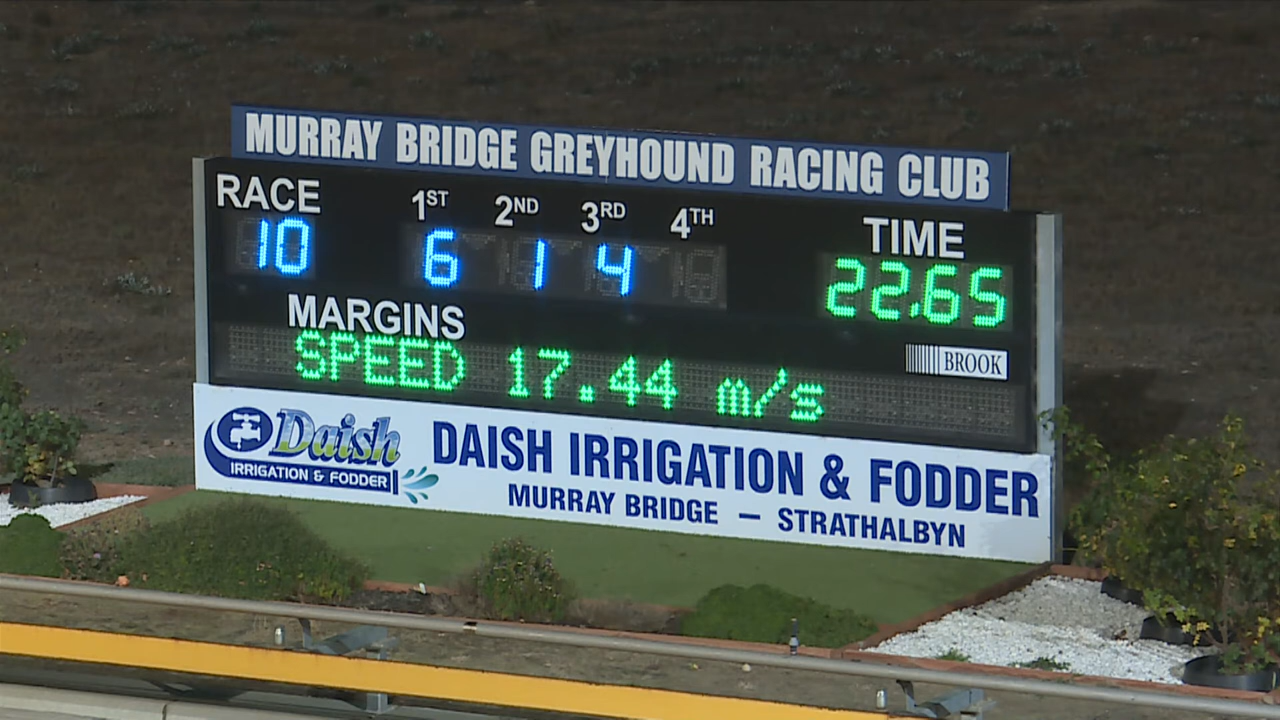 MURRAY BRIDGE GREYHOUND RACING CLUB
RACE 1ST 2ND 3RD 4TH TIME
10 6 1 4 22.65
MARGINS
SPEED 17.44 m/s
BROOK
Daish
IRRIGATION & FODDER
DAISH IRRIGATION & FODDER
MURRAY BRIDGE – STRATHALBYN